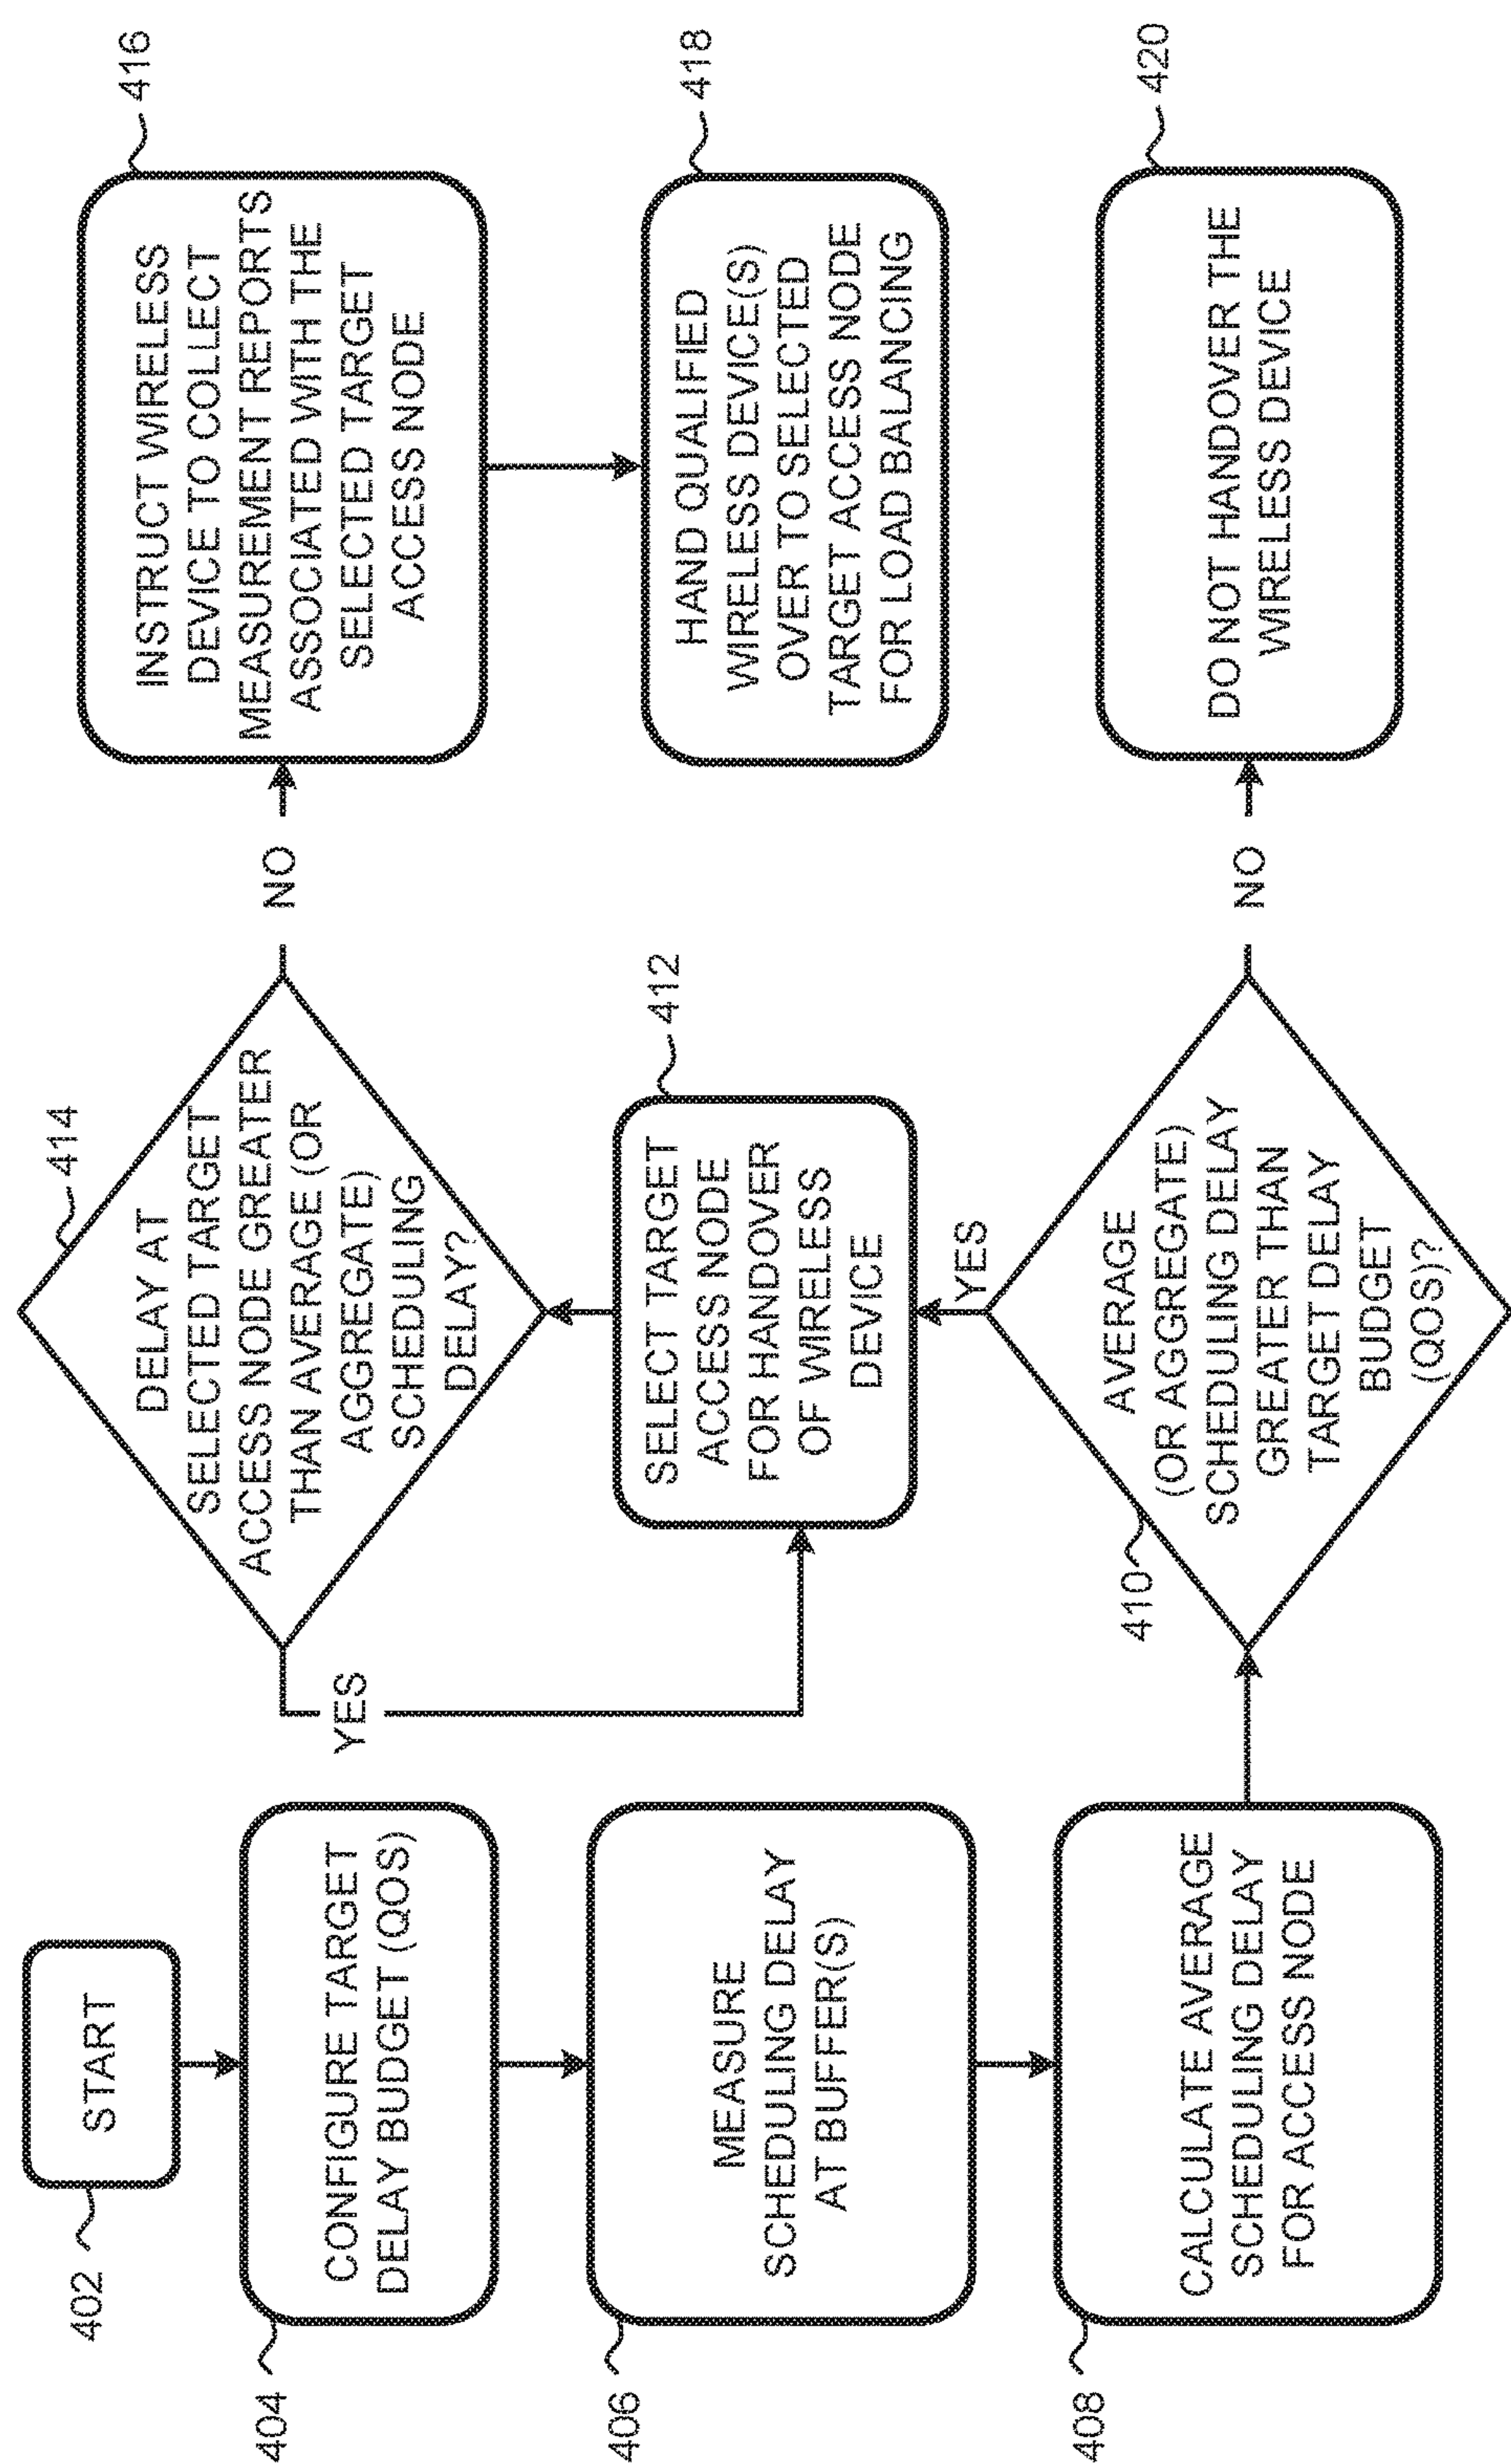 402
START
404
CONFIGURE TARGET
DELAY BUDGET (QOS)
406
MEASURE
SCHEDULING DELAY
AT BUFFER(S)
408
CALCULATE AVERAGE
SCHEDULING DELAY
FOR ACCESS NODE
410
AVERAGE
(OR AGGREGATE)
SCHEDULING DELAY
GREATER THAN
TARGET DELAY
BUDGET
(QOS)?
YES
NO
412
SELECT TARGET
ACCESS NODE
FOR HANDOVER
OF WIRELESS
DEVICE
414
DELAY AT
SELECTED TARGET
ACCESS NODE GREATER
THAN AVERAGE (OR
AGGREGATE)
SCHEDULING
DELAY?
YES
NO
416
INSTRUCT WIRELESS
DEVICE TO COLLECT
MEASUREMENT REPORTS
ASSOCIATED WITH THE
SELECTED TARGET
ACCESS NODE
418
HAND QUALIFIED
WIRELESS DEVICE(S)
OVER TO SELECTED
TARGET ACCESS NODE
FOR LOAD BALANCING
420
DO NOT HANDOVER THE
WIRELESS DEVICE